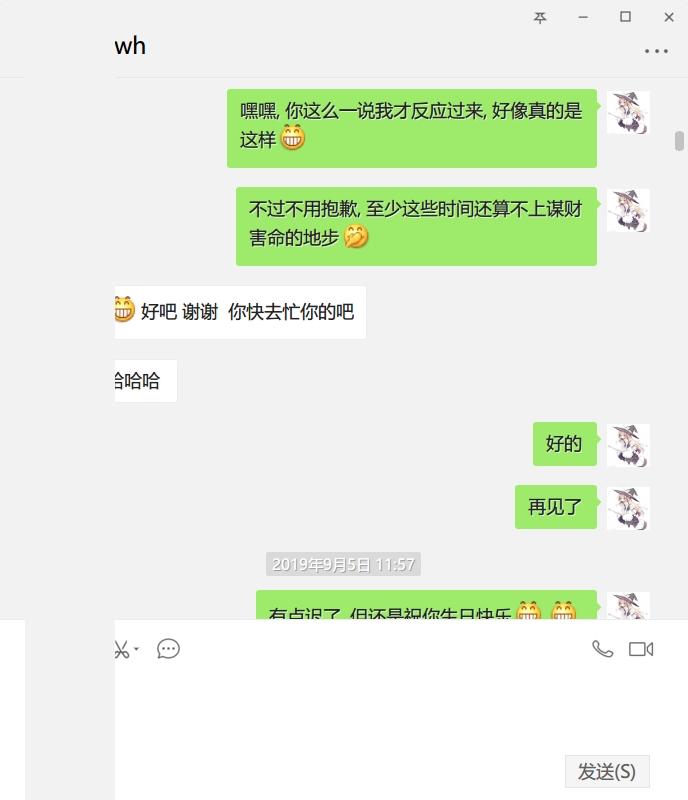 wh
嘿嘿, 你这么一说我才反应过来, 好像真的是
这样
不过不用抱歉, 至少这些时间还算不上谋财
害命的地步
好吧 谢谢  你快去忙你的吧
哈哈
好的
再见了
2019年9月5日 11:57
有点迟了, 但还是祝你生日快乐
发送(S)